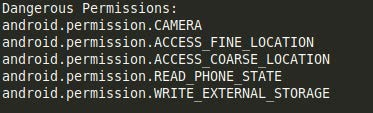 Dangerous Permissions:
android.permission.CAMERA
android.permission.ACCESS_FINE_LOCATION
android.permission.ACCESS_COARSE_LOCATION
android.permission.READ_PHONE_STATE
android.permission.WRITE_EXTERNAL_STORAGE